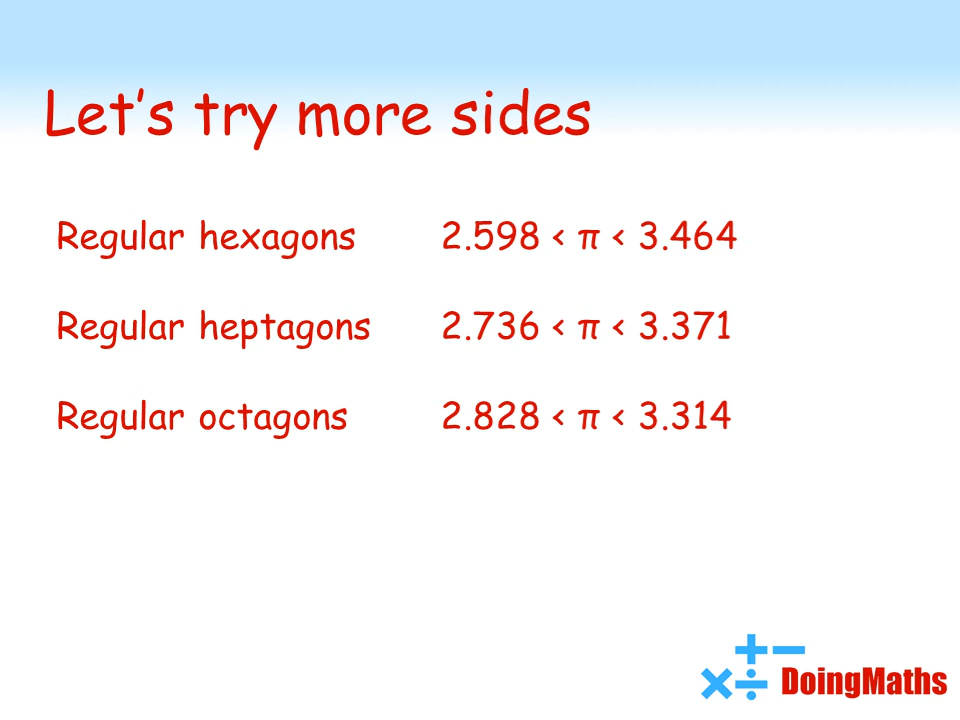 Let's try more sides
Regular hexagons 2.598 < π < 3.464
Regular heptagons 2.736 < π < 3.371
Regular octagons 2.828 < π < 3.314
DoingMaths